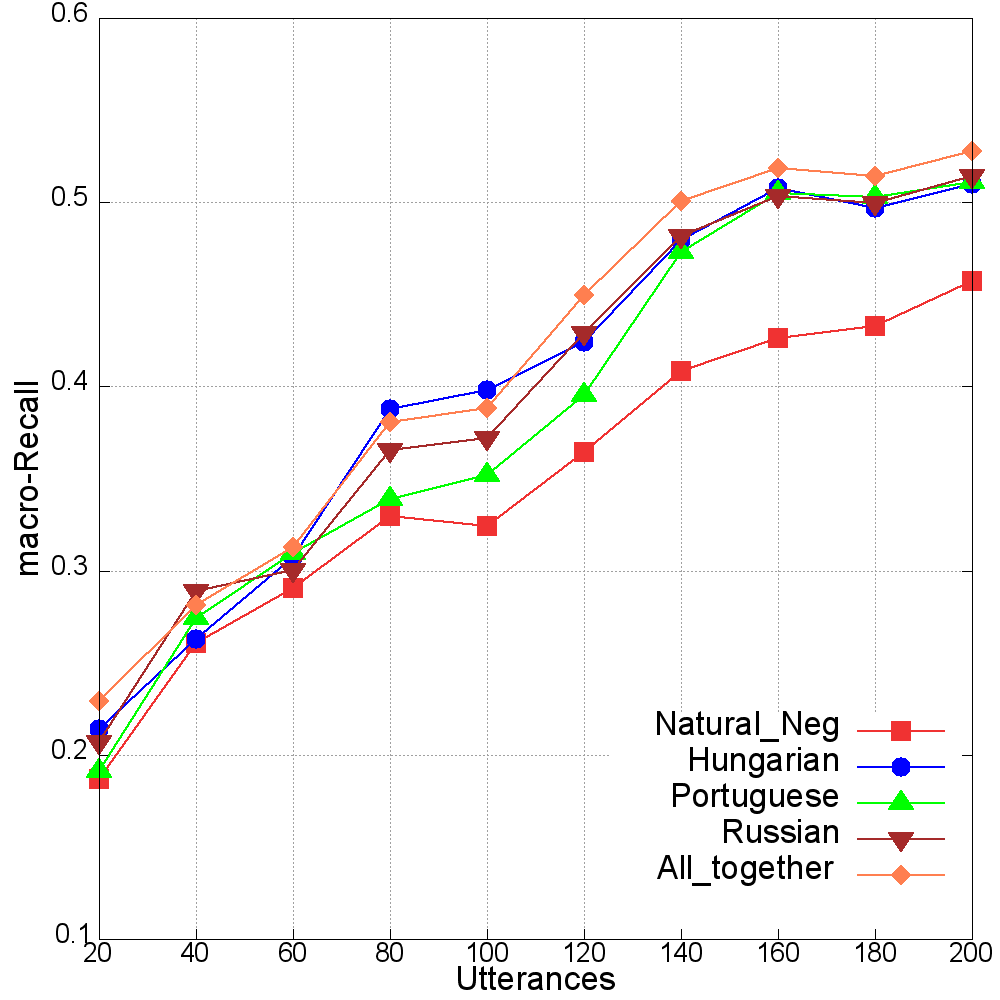 0.6
0.5
0.4
0.3
0.2
0.1
macro-Recall
Natural_Neg
Hungarian
Portuguese
Russian
All_together
20 40 60 80 100 120 140 160 180 200
Utterances